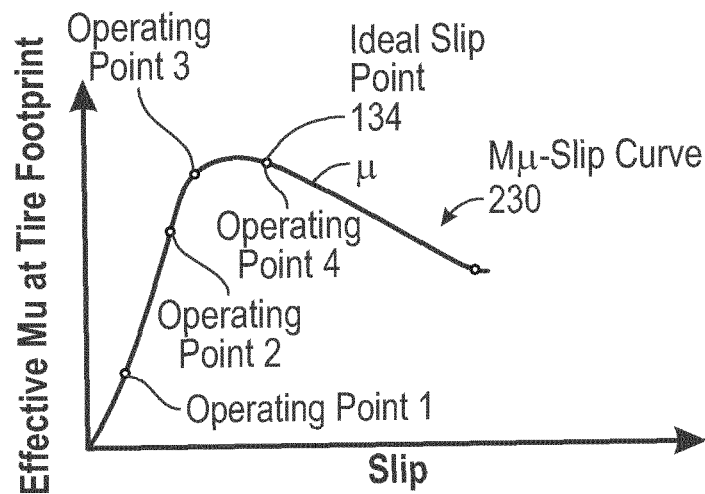 Operating
Point 3
Ideal Slip
Point
134
μ
Mμ-Slip Curve
230
Operating
Point 4
Operating
Point 2
Operating Point 1
Effective Mu at Tire Footprint
Slip